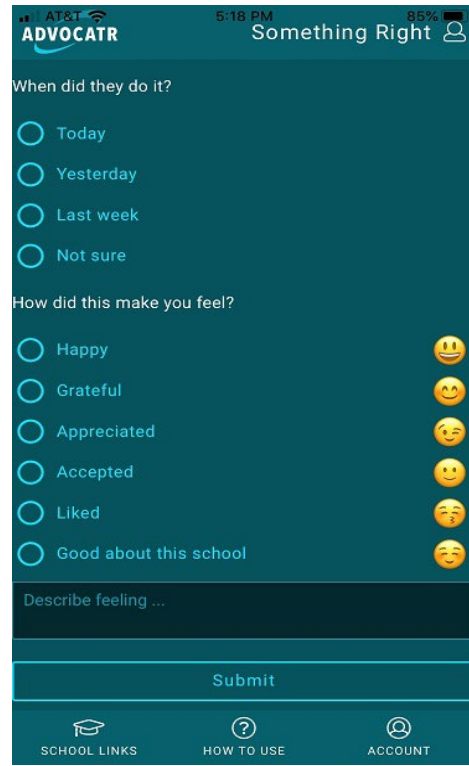 AT&T 5:18 PM 85%
ADVOCATR Something Right
When did they do it?
Today
Yesterday
Last week
Not sure
How did this make you feel?
Happy
Grateful
Appreciated
Accepted
Liked
Good about this school
Describe feeling ...
Submit
SCHOOL LINKS HOW TO USE ACCOUNT